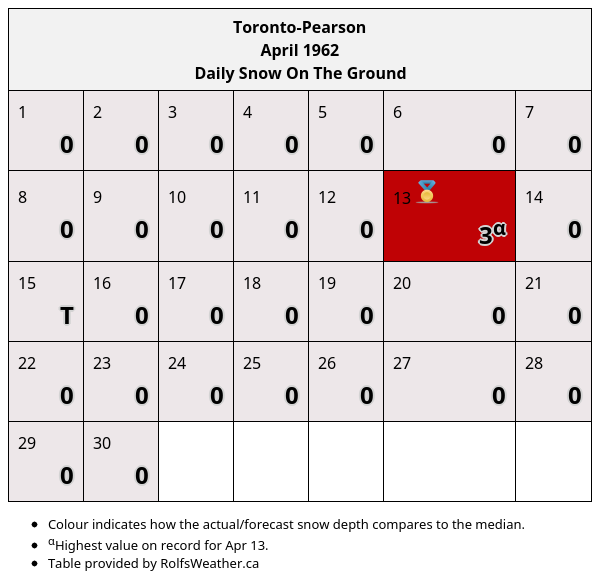 Toronto-Pearson
April 1962
Daily Snow On The Ground
1 2 3 4 5 6 7
0 0 0 0 0 0 0
8 9 10 11 12 13 14
0 0 0 0 0 3α 0
15 16 17 18 19 20 21
T 0 0 0 0 0 0
22 23 24 25 26 27 28
0 0 0 0 0 0 0
29 30
0 0
Colour indicates how the actual/forecast snow depth compares to the median.
αHighest value on record for Apr 13.
Table provided by RolfsWeather.ca